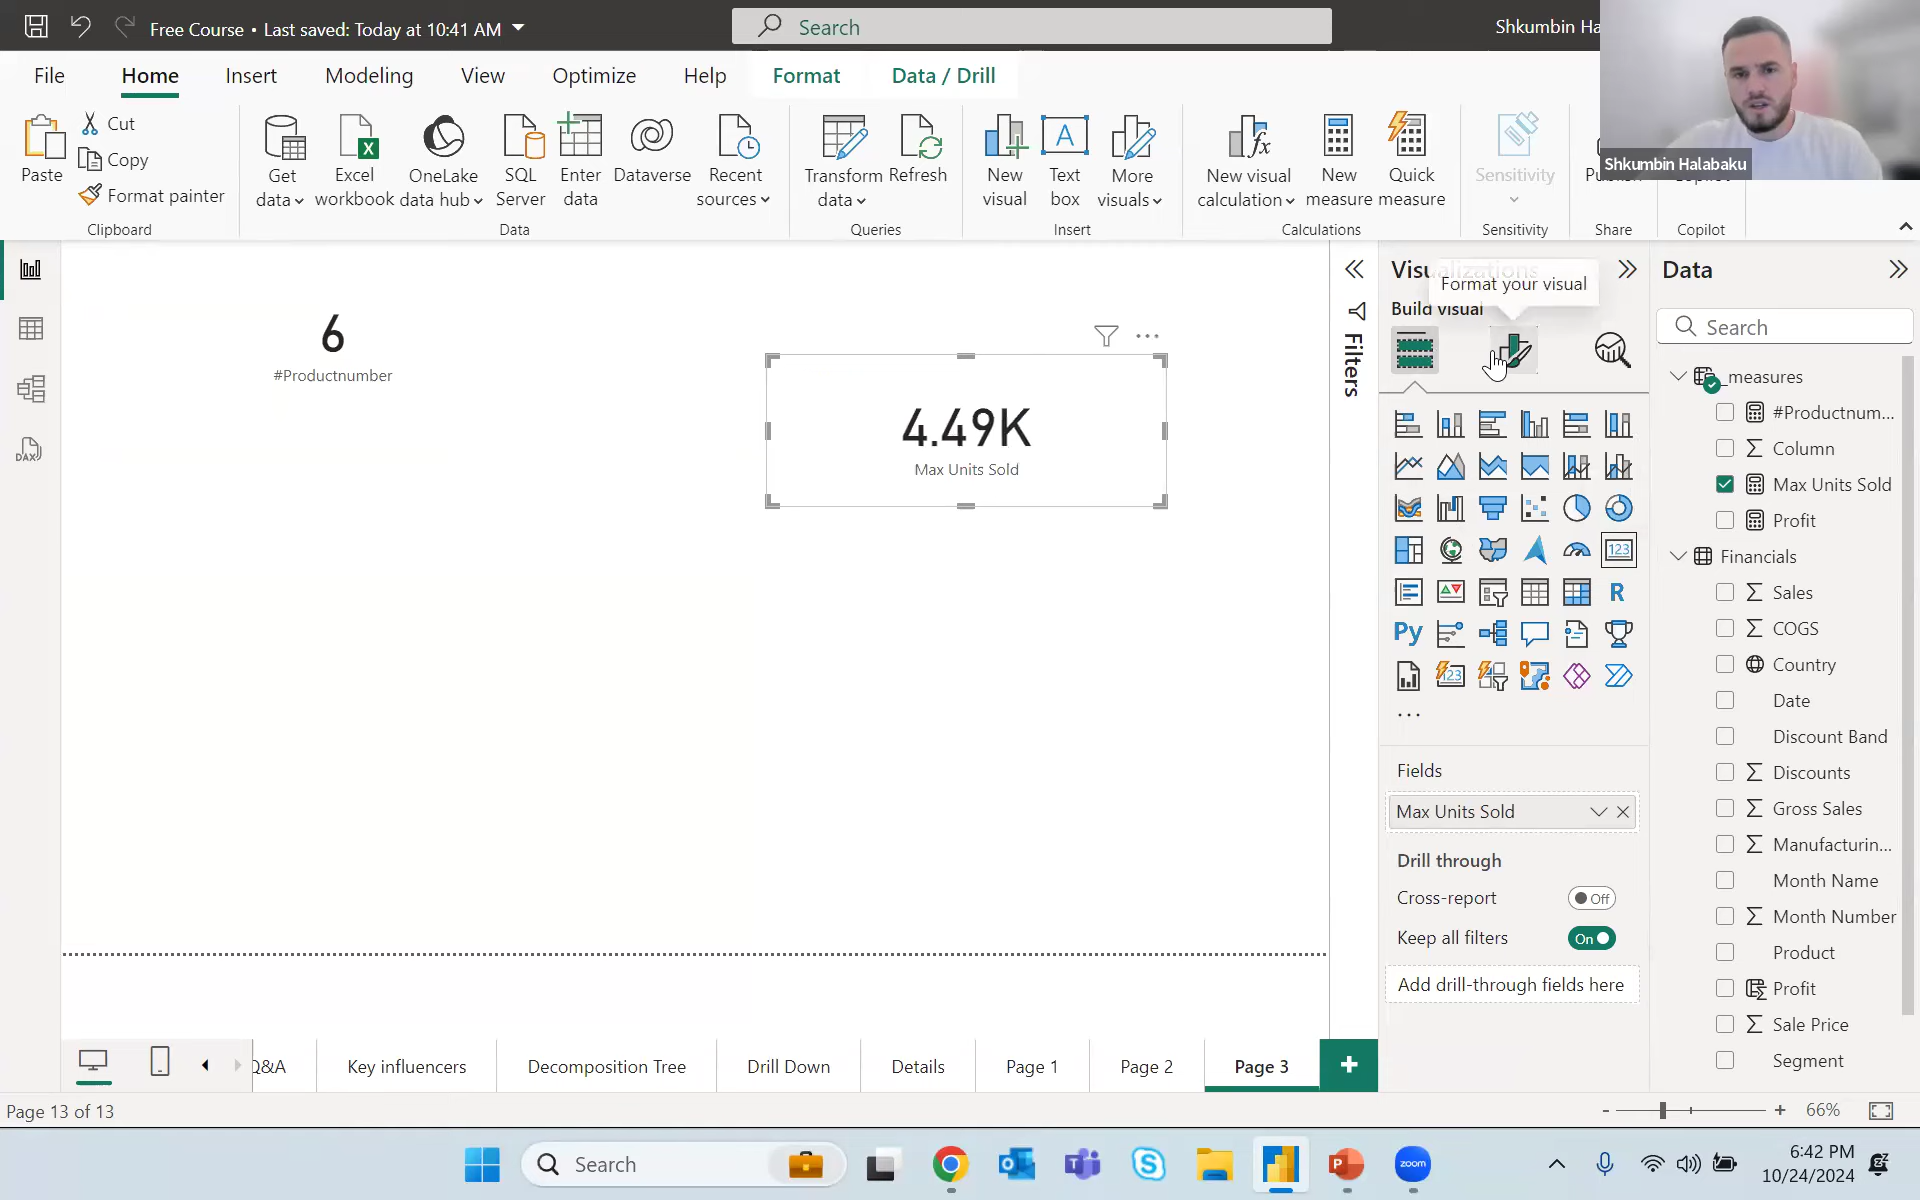 Free Course • Last saved: Today at 10:41 AM
Search
Shkumbin Ha
File
Home
Insert
Modeling
View
Optimize
Help
Format
Data / Drill
Paste
Cut
Copy
Format painter
Clipboard
Get
data
Excel
workbook
OneLake
data hub
SQL
Server
Enter
data
Dataverse
Recent
sources
Data
Transform
data
Refresh
Queries
New
visual
Text
box
More
visuals
Insert
New visual
calculation
New
measure
Quick
measure
Calculations
Sensitivity
Sensitivity
Share
Copilot
Shkumbin Halabaku
6
#Productnumber
4.49K
Max Units Sold
Filters
Visualizations
Format your visual
Build visual
R
Py
123
Fields
Max Units Sold
Drill through
Cross-report
Off
Keep all filters
On
Add drill-through fields here
Data
Search
_measures
#Productnum...
Column
Max Units Sold
Profit
Financials
Sales
COGS
Country
Date
Discount Band
Discounts
Gross Sales
Manufacturin...
Month Name
Month Number
Product
Profit
Sale Price
Segment
DAX
Q&A
Key influencers
Decomposition Tree
Drill Down
Details
Page 1
Page 2
Page 3
Page 13 of 13
66%
Search
zoom
6:42 PM
10/24/2024